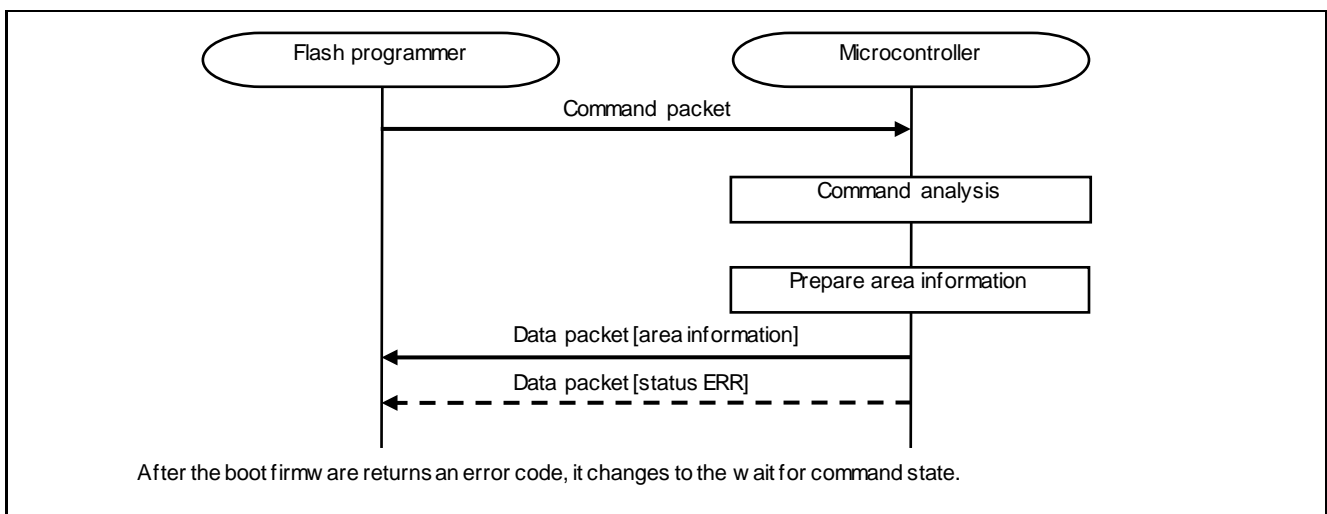 Flash programmer
Microcontroller
Command packet
Command analysis
Prepare area information
Data packet [area information]
Data packet [status ERR]
After the boot firmware returns an error code, it changes to the wait for command state.